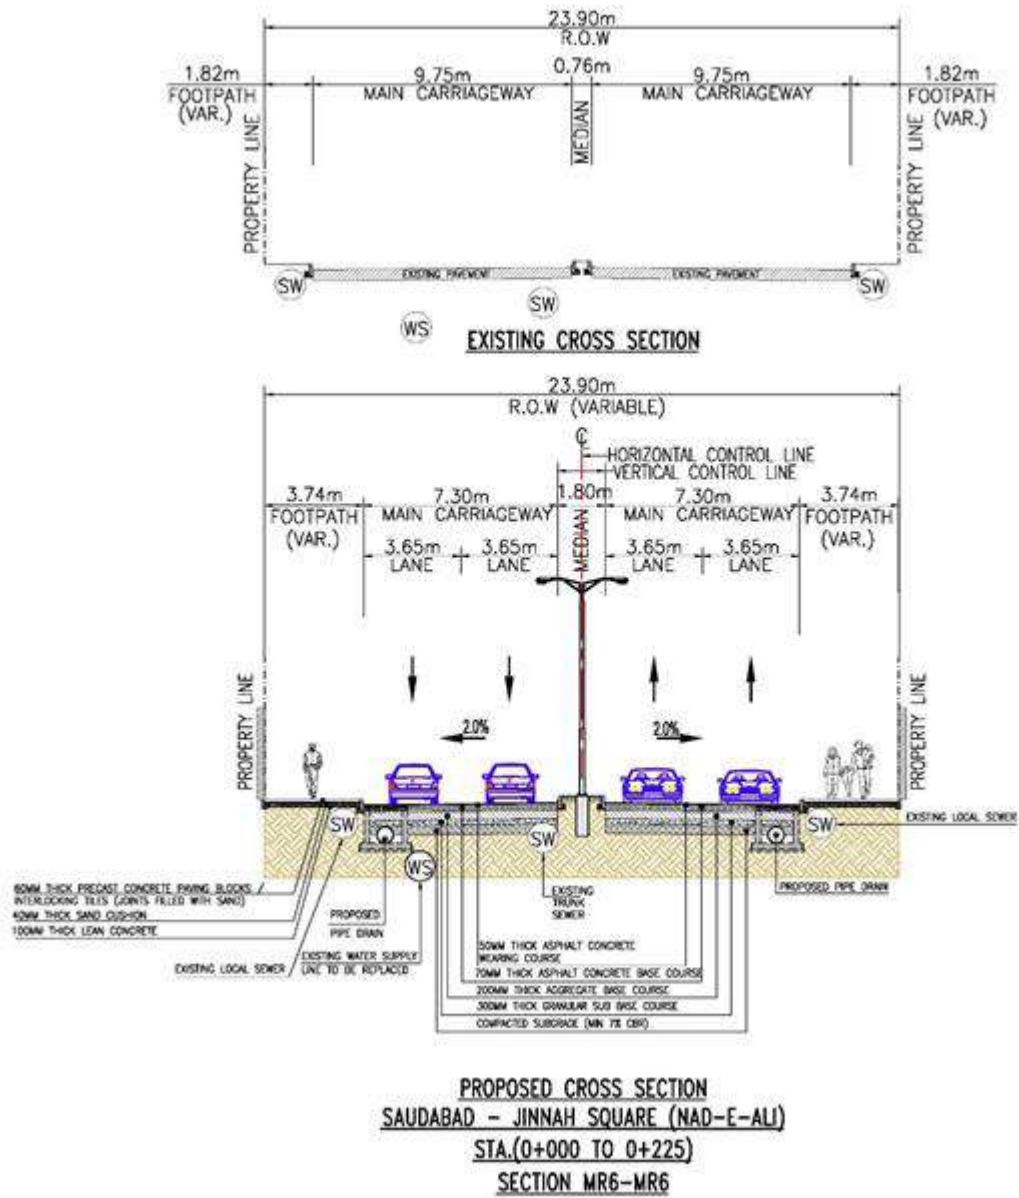 23.90m
R.O.W
1.82m
FOOTPATH
(VAR.)
9.75m
MAIN CARRIAGEWAY
0.76m
MEDIAN
9.75m
MAIN CARRIAGEWAY
1.82m
FOOTPATH
(VAR.)
PROPERTY LINE
PROPERTY LINE
EXISTING PAVEMENT
EXISTING PAVEMENT
SW
SW
SW
WS
EXISTING CROSS SECTION
23.90m
R.O.W (VARIABLE)
℄
HORIZONTAL CONTROL LINE
VERTICAL CONTROL LINE
3.74m
FOOTPATH
(VAR.)
7.30m
MAIN CARRIAGEWAY
1.80m
MEDIAN
7.30m
MAIN CARRIAGEWAY
3.74m
FOOTPATH
(VAR.)
3.65m
LANE
3.65m
LANE
3.65m
LANE
3.65m
LANE
PROPERTY LINE
PROPERTY LINE
2.0%
2.0%
SW
SW
SW
WS
EXISTING LOCAL SEWER
PROPOSED PIPE DRAIN
60MM THICK PRECAST CONCRETE PAVING BLOCKS /
INTERLOCKING TILES (JOINTS FILLED WITH SAND)
40MM THICK SAND CUSHION
100MM THICK LEAN CONCRETE
PROPOSED
PIPE DRAIN
EXISTING
TRUNK
SEWER
EXISTING LOCAL SEWER
EXISTING WATER SUPPLY
LINE TO BE REPLACED
50MM THICK ASPHALT CONCRETE
WEARING COURSE
70MM THICK ASPHALT CONCRETE BASE COURSE
200MM THICK AGGREGATE BASE COURSE
300MM THICK GRANULAR SUB BASE COURSE
COMPACTED SUBGRADE (MIN 7% CBR)
PROPOSED CROSS SECTION
SAUDABAD - JINNAH SQUARE (NAD-E-ALI)
STA.(0+000 TO 0+225)
SECTION MR6-MR6